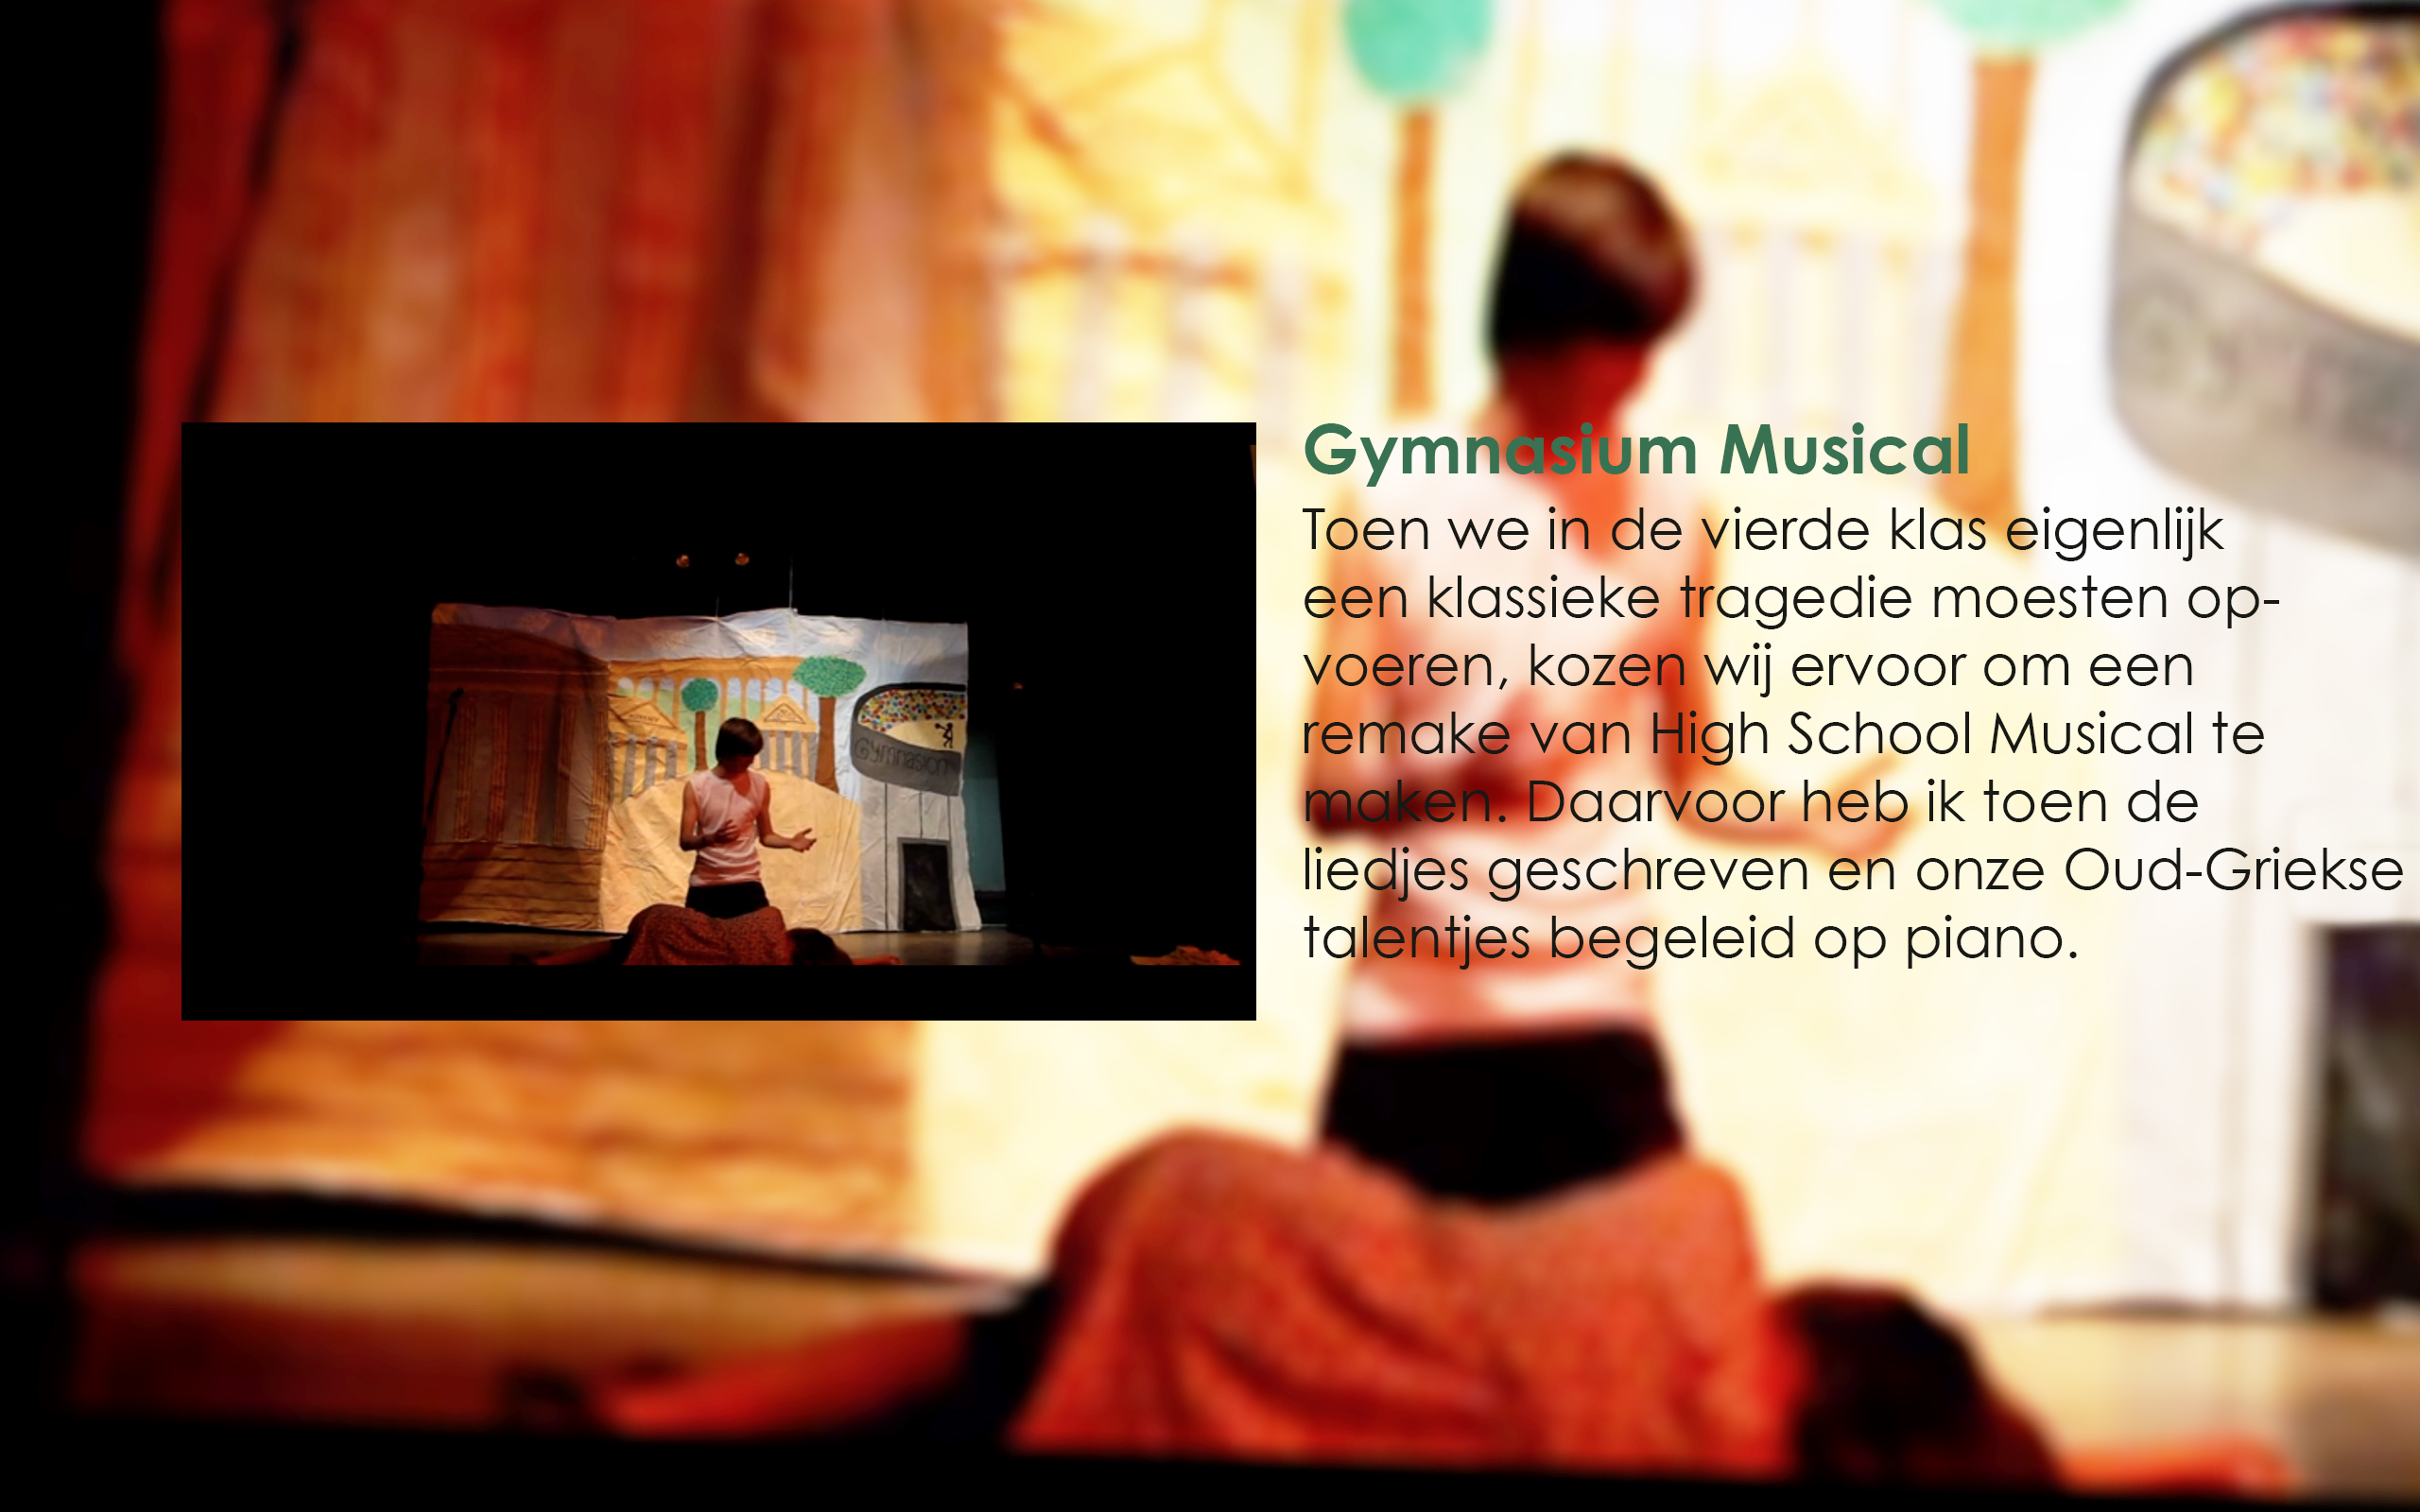 Gymnasium Musical
Toen we in de vierde klas eigenlijk
een klassieke tragedie moesten op-
voeren, kozen wij ervoor om een
remake van High School Musical te
maken. Daarvoor heb ik toen de
liedjes geschreven en onze Oud-Griekse
talentjes begeleid op piano.
Gymnasion